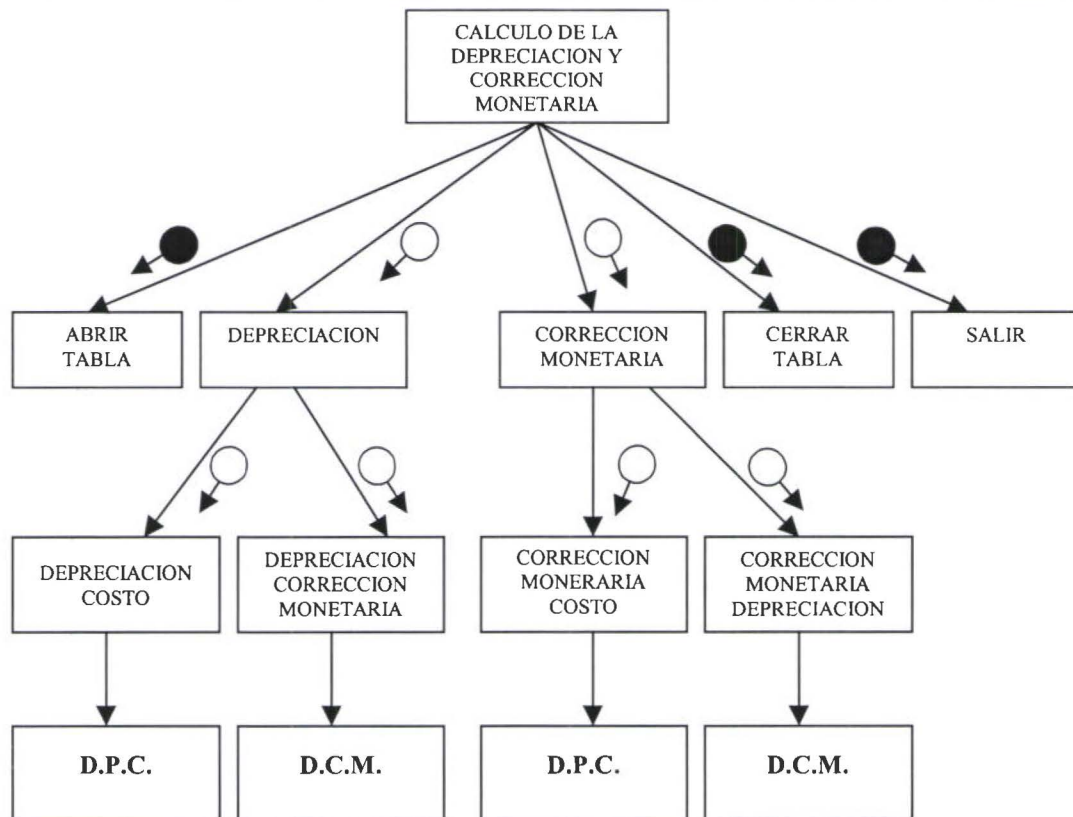 CALCULO DE LA
DEPRECIACION Y
CORRECCION
MONETARIA
ABRIR
TABLA
DEPRECIACION
CORRECCION
MONETARIA
CERRAR
TABLA
SALIR
DEPRECIACION
COSTO
DEPRECIACION
CORRECCION
MONETARIA
CORRECCION
MONERARIA
COSTO
CORRECCION
MONETARIA
DEPRECIACION
D.P.C.
D.C.M.
D.P.C.
D.C.M.